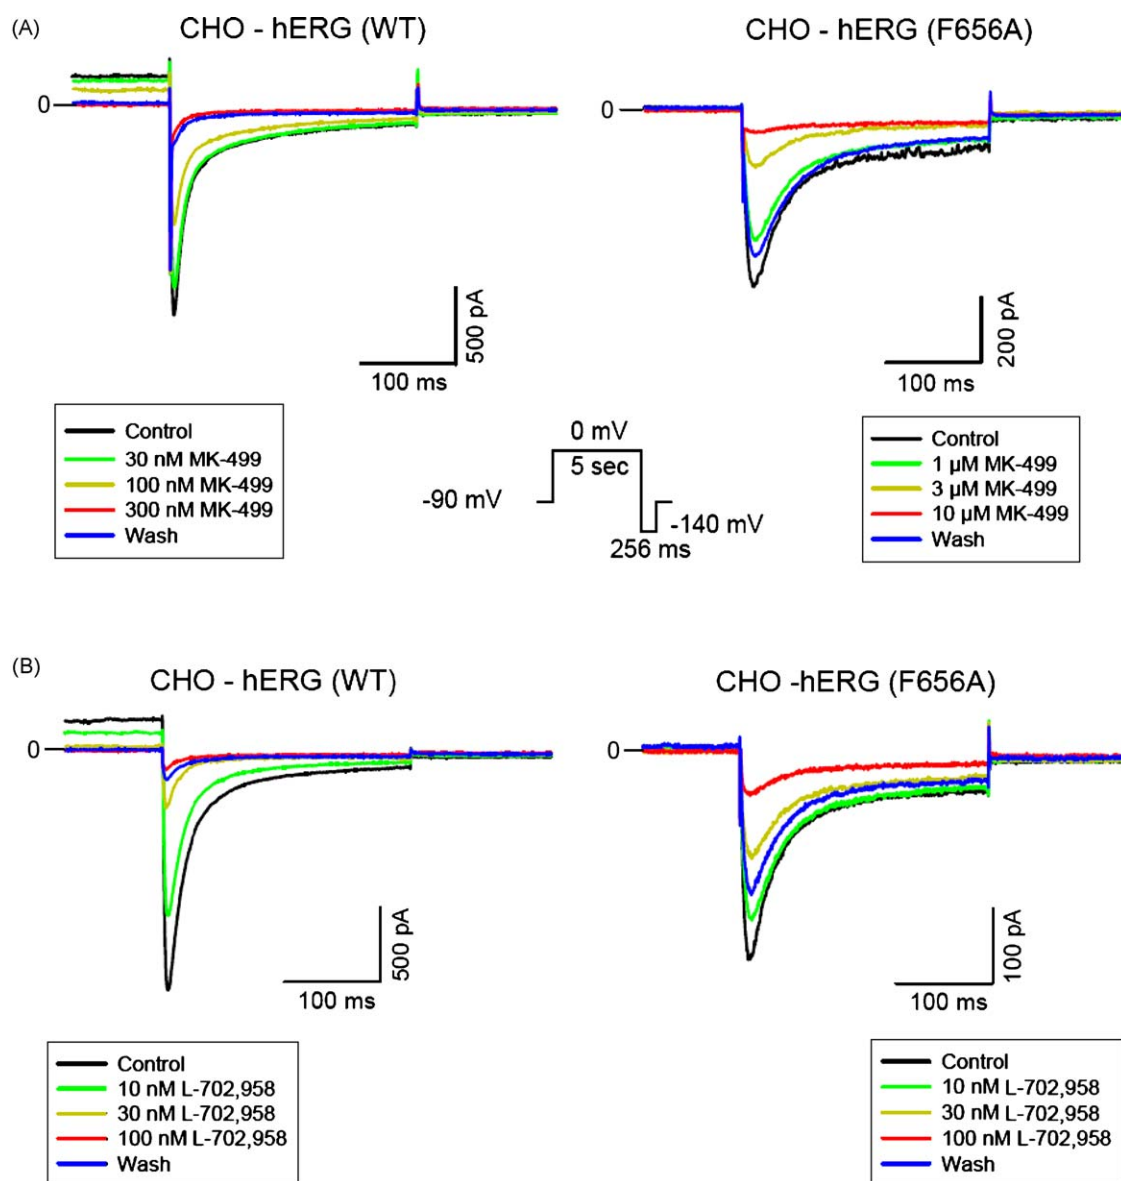 (A)
CHO - hERG (WT)
CHO - hERG (F656A)
0
0
500 pA
100 ms
200 pA
100 ms
Control
30 nM MK-499
100 nM MK-499
300 nM MK-499
Wash
0 mV
5 sec
-90 mV
-140 mV
256 ms
Control
1 µM MK-499
3 µM MK-499
10 µM MK-499
Wash
(B)
CHO - hERG (WT)
CHO -hERG (F656A)
0
0
500 pA
100 ms
100 pA
100 ms
Control
10 nM L-702,958
30 nM L-702,958
100 nM L-702,958
Wash
Control
10 nM L-702,958
30 nM L-702,958
100 nM L-702,958
Wash